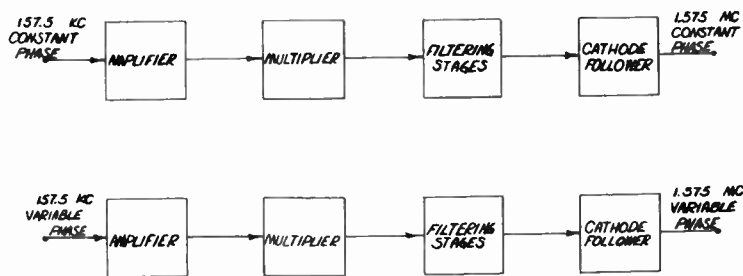 157.5 KC
CONSTANT
PHASE
AMPLIFIER
MULTIPLIER
FILTERING
STAGES
CATHODE
FOLLOWER
1.575 MC
CONSTANT
PHASE
157.5 KC
VARIABLE
PHASE
AMPLIFIER
MULTIPLIER
FILTERING
STAGES
CATHODE
FOLLOWER
1.575 MC
VARIABLE
PHASE